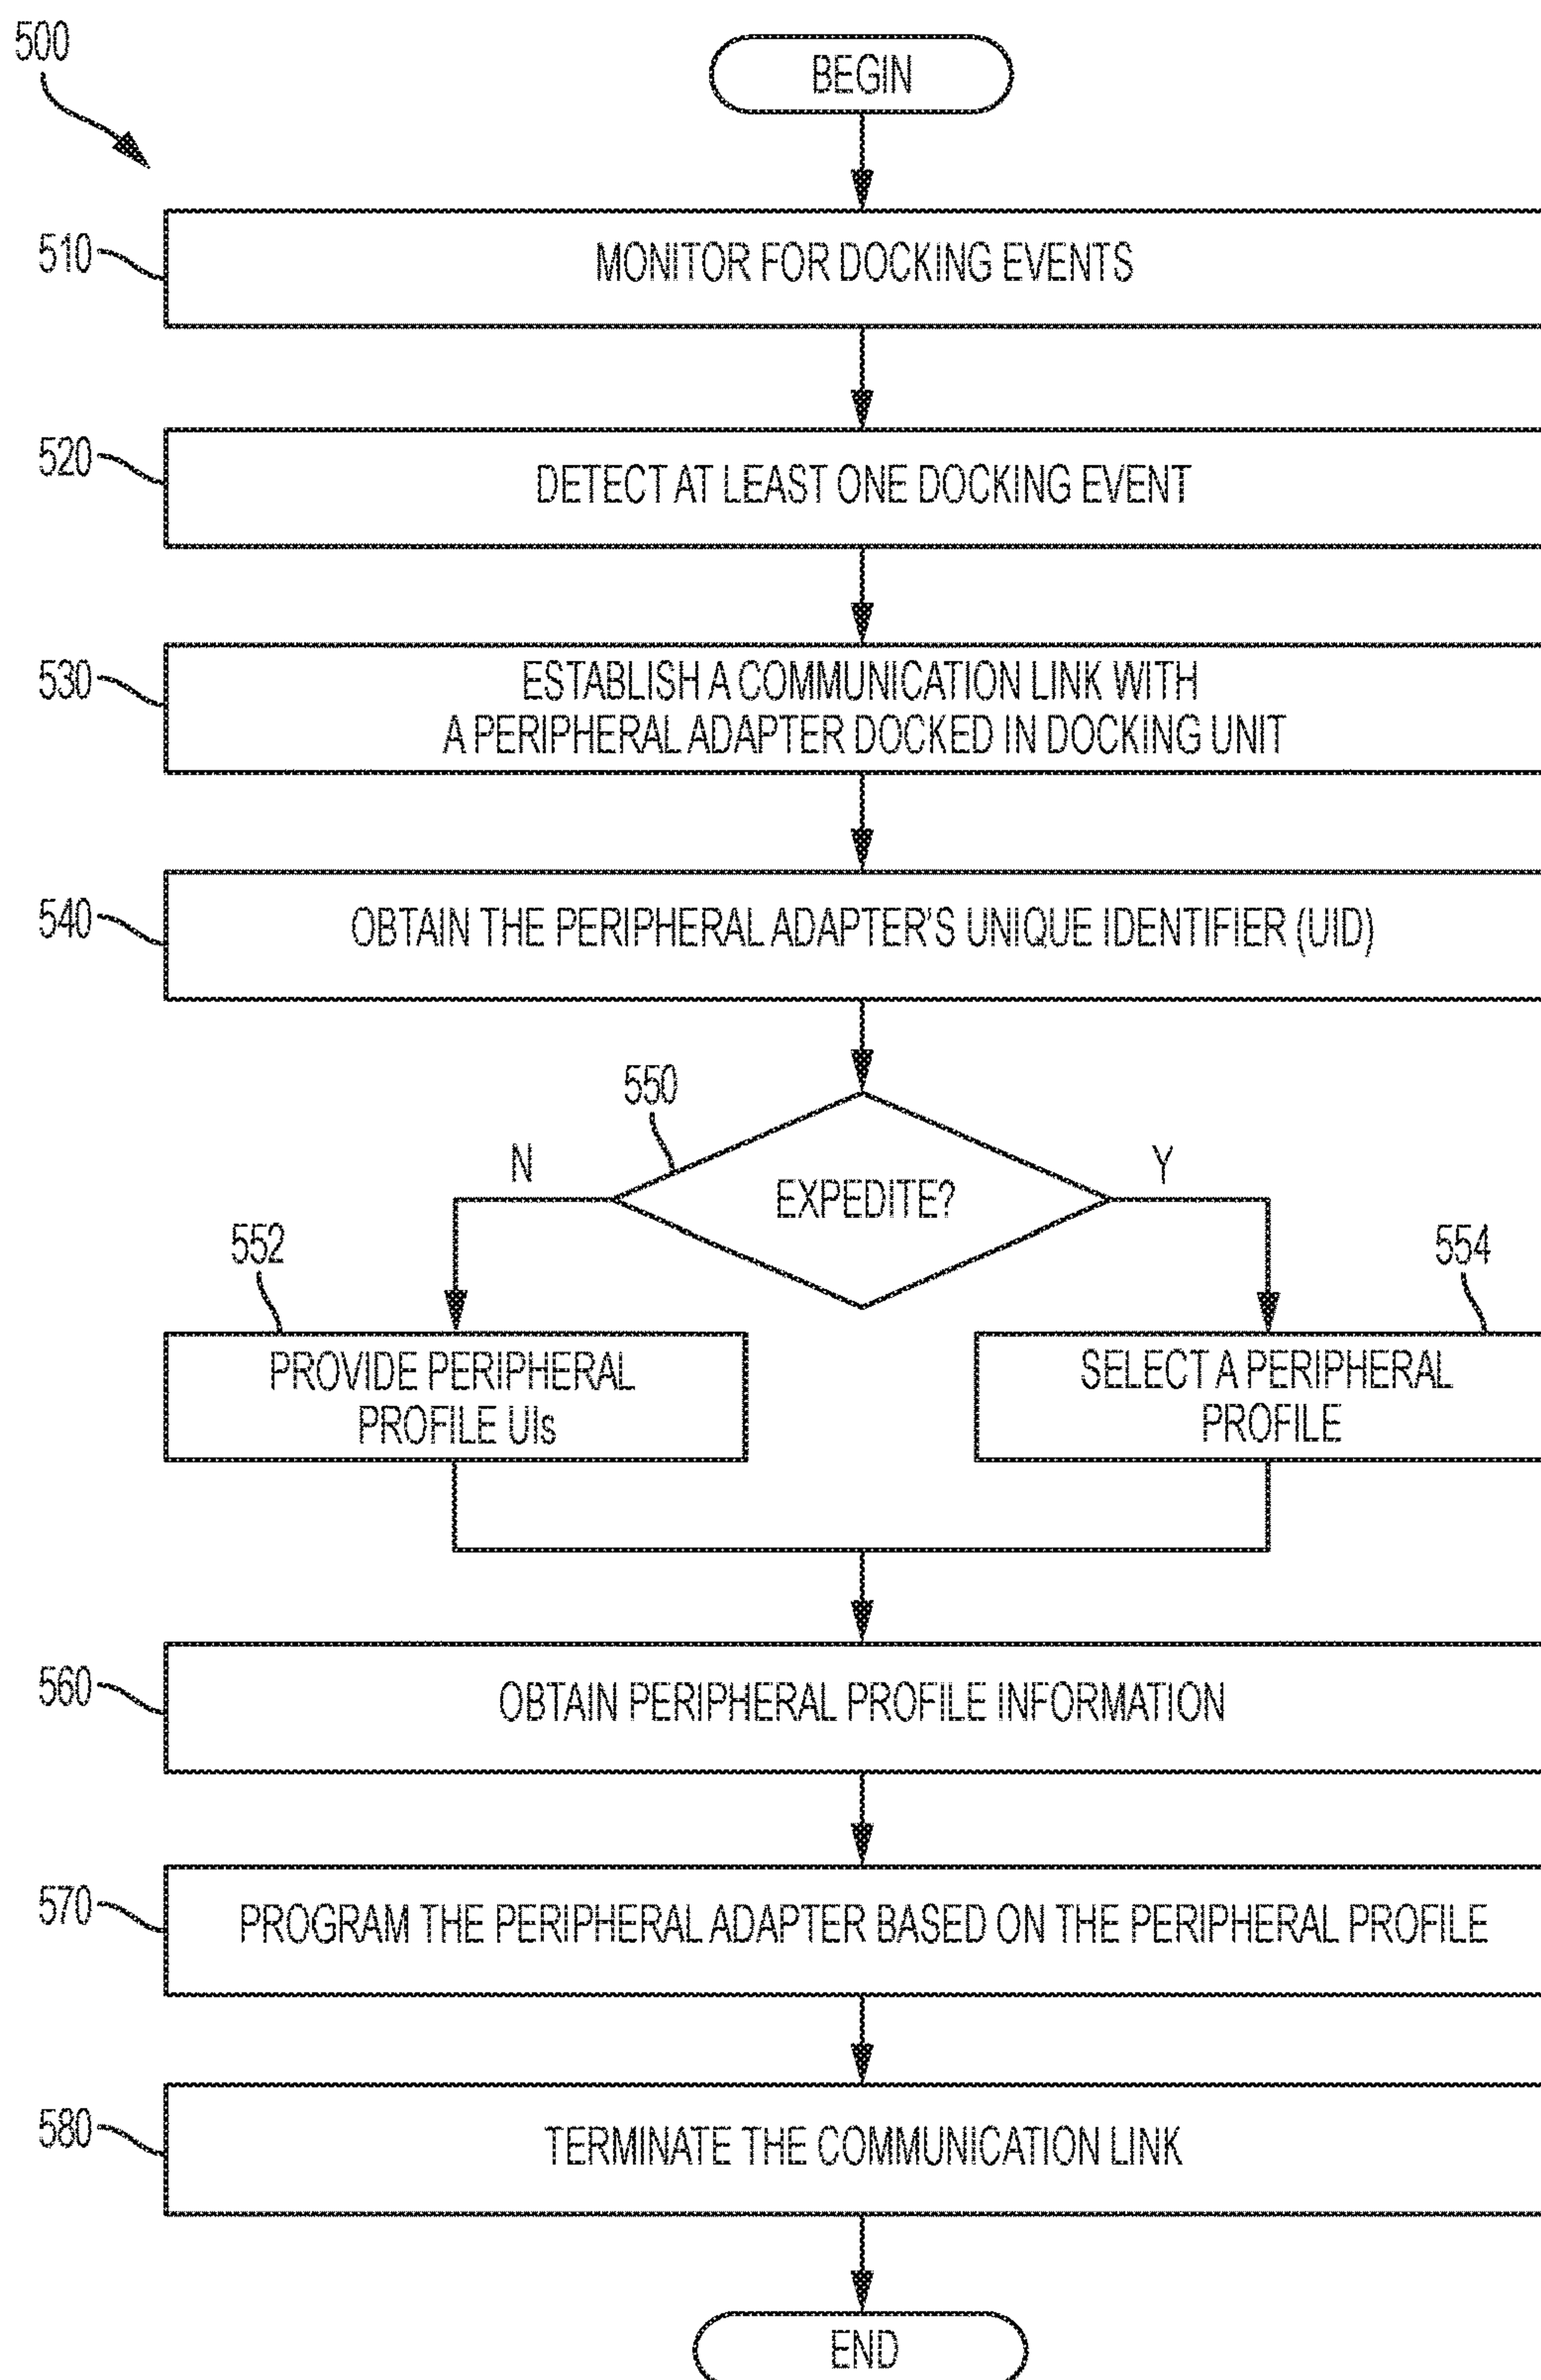 500
BEGIN
510
MONITOR FOR DOCKING EVENTS
520
DETECT AT LEAST ONE DOCKING EVENT
530
ESTABLISH A COMMUNICATION LINK WITH
A PERIPHERAL ADAPTER DOCKED IN DOCKING UNIT
540
OBTAIN THE PERIPHERAL ADAPTER'S UNIQUE IDENTIFIER (UID)
550
N
EXPEDITE?
Y
552
554
PROVIDE PERIPHERAL
PROFILE UIs
SELECT A PERIPHERAL
PROFILE
560
OBTAIN PERIPHERAL PROFILE INFORMATION
570
PROGRAM THE PERIPHERAL ADAPTER BASED ON THE PERIPHERAL PROFILE
580
TERMINATE THE COMMUNICATION LINK
END